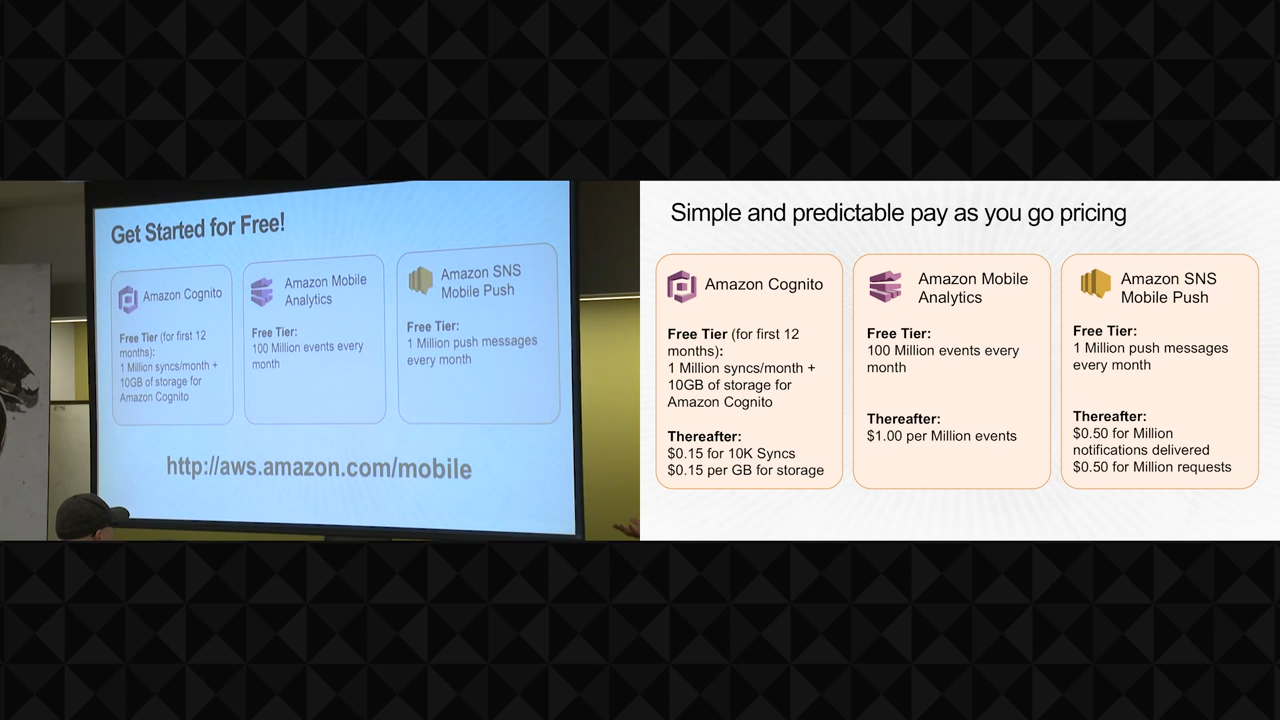 Get Started for Free!
Amazon Cognito
Free Tier (for first 12
months):
1 Million syncs/month +
10GB of storage for
Amazon Cognito
Amazon Mobile
Analytics
Free Tier:
100 Million events every
month
Amazon SNS
Mobile Push
Free Tier:
1 Million push messages
every month
http://aws.amazon.com/mobile
Simple and predictable pay as you go pricing
Amazon Cognito
Free Tier (for first 12
months):
1 Million syncs/month +
10GB of storage for
Amazon Cognito
Thereafter:
$0.15 for 10K Syncs
$0.15 per GB for storage
Amazon Mobile
Analytics
Free Tier:
100 Million events every
month
Thereafter:
$1.00 per Million events
Amazon SNS
Mobile Push
Free Tier:
1 Million push messages
every month
Thereafter:
$0.50 for Million
notifications delivered
$0.50 for Million requests